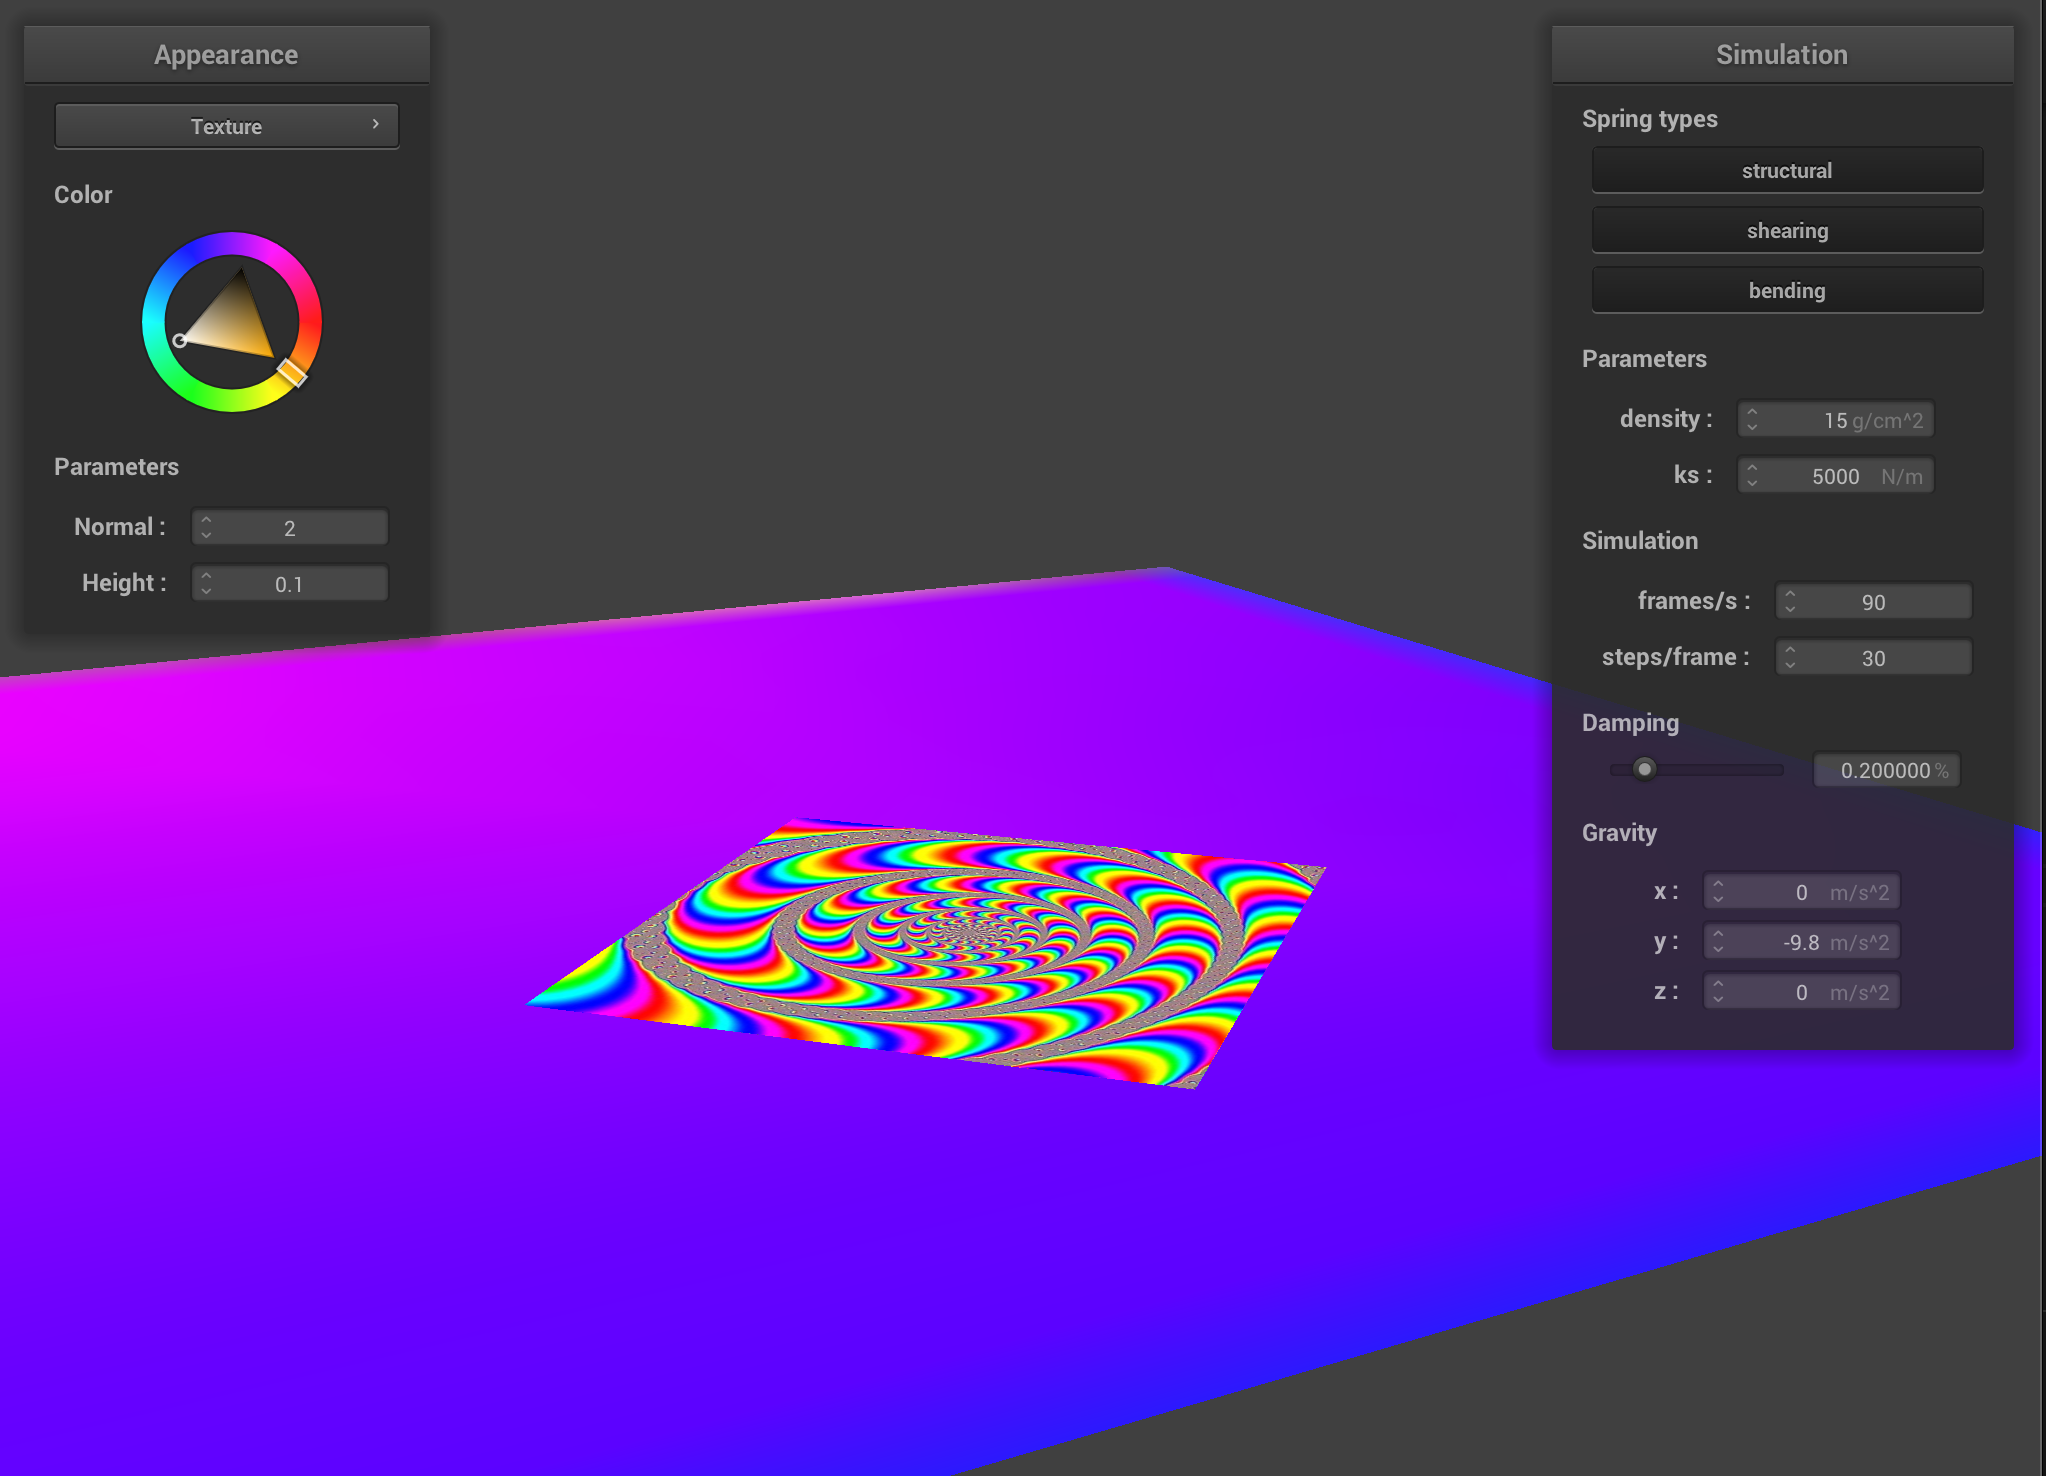 Appearance
Texture
Color
Parameters
Normal : 2
Height : 0.1
Simulation
Spring types
structural
shearing
bending
Parameters
density : 15 g/cm^2
ks : 5000 N/m
Simulation
frames/s : 90
steps/frame : 30
Damping
0.200000 %
Gravity
x : 0 m/s^2
y : -9.8 m/s^2
z : 0 m/s^2